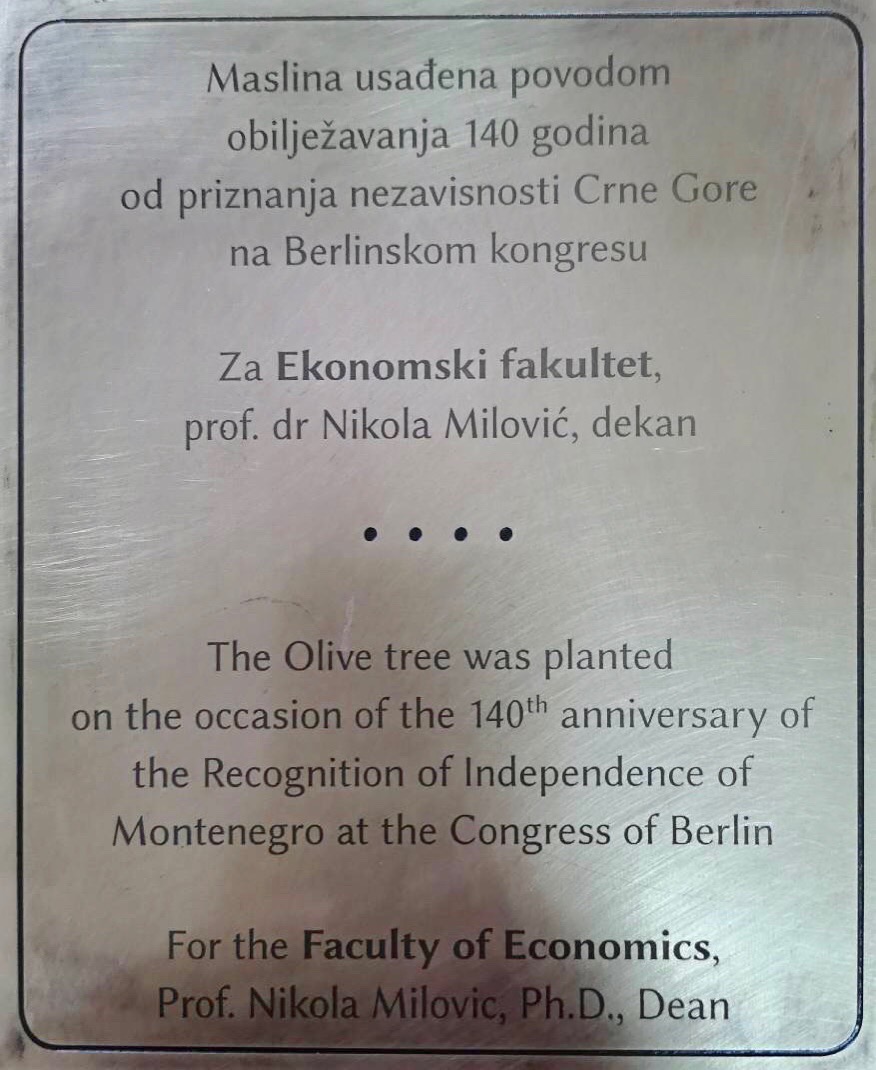 Maslina usađena povodom
obilježavanja 140 godina
od priznanja nezavisnosti Crne Gore
na Berlinskom kongresu
Za Ekonomski fakultet,
prof. dr Nikola Milović, dekan
• • • •
The Olive tree was planted
on the occasion of the 140th anniversary of
the Recognition of Independence of
Montenegro at the Congress of Berlin
For the Faculty of Economics,
Prof. Nikola Milovic, Ph.D., Dean